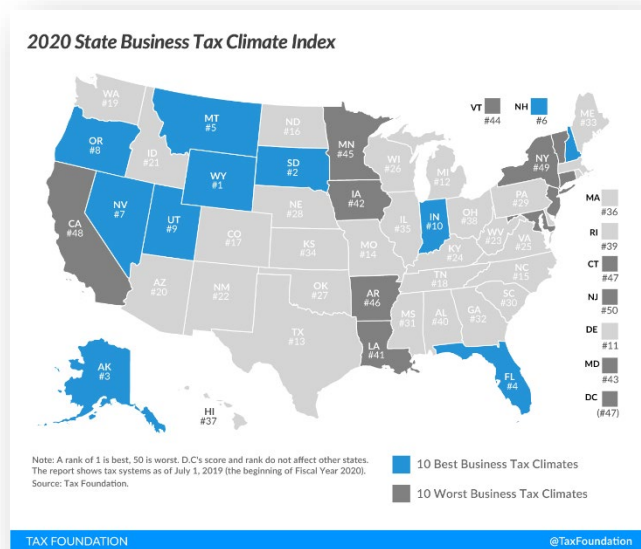 2020 State Business Tax Climate Index
WA
#19
OR
#8
CA
#48
NV
#7
ID
#21
MT
#5
WY
#1
UT
#9
AZ
#20
CO
#17
NM
#22
ND
#16
SD
#2
NE
#28
KS
#34
OK
#27
TX
#13
MN
#45
IA
#42
MO
#14
AR
#46
LA
#41
WI
#26
IL
#35
MI
#12
IN
#10
OH
#38
KY
#24
TN
#18
MS
#31
AL
#40
GA
#32
FL
#4
SC
#30
NC
#15
VA
#25
WV
#23
PA
#29
NY
#49
VT
#44
NH
#6
ME
#33
MA
#36
RI
#39
CT
#47
NJ
#50
DE
#11
MD
#43
DC
(#47)
AK
#3
HI
#37
Note: A rank of 1 is best, 50 is worst. D.C's score and rank do not affect other states.
The report shows tax systems as of July 1, 2019 (the beginning of Fiscal Year 2020).
Source: Tax Foundation.
10 Best Business Tax Climates
10 Worst Business Tax Climates
TAX FOUNDATION
@TaxFoundation